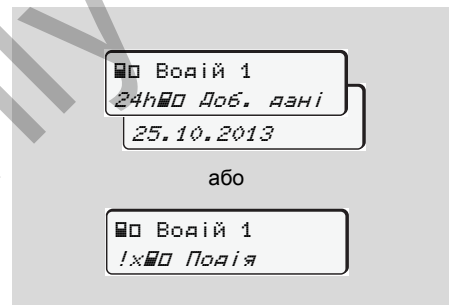 Водій 1
24h Доб. дані
25.10.2013
або
Водій 1
!x Подія